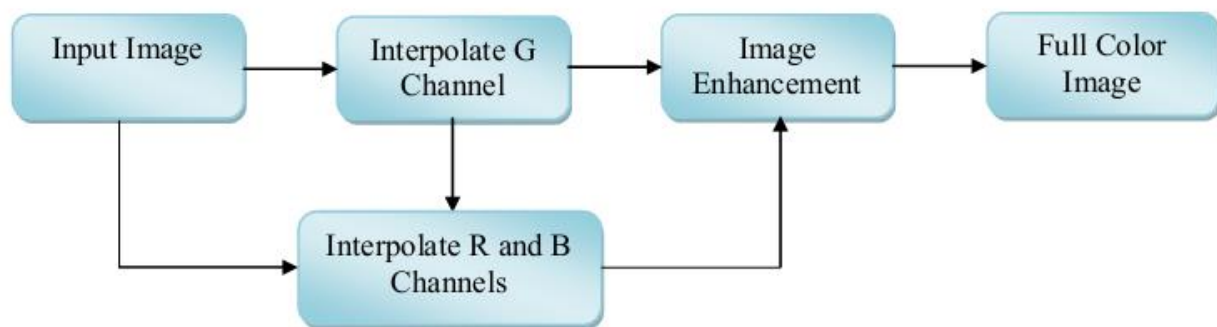 Input Image
Interpolate G
Channel
Image
Enhancement
Full Color
Image
Interpolate R and B
Channels